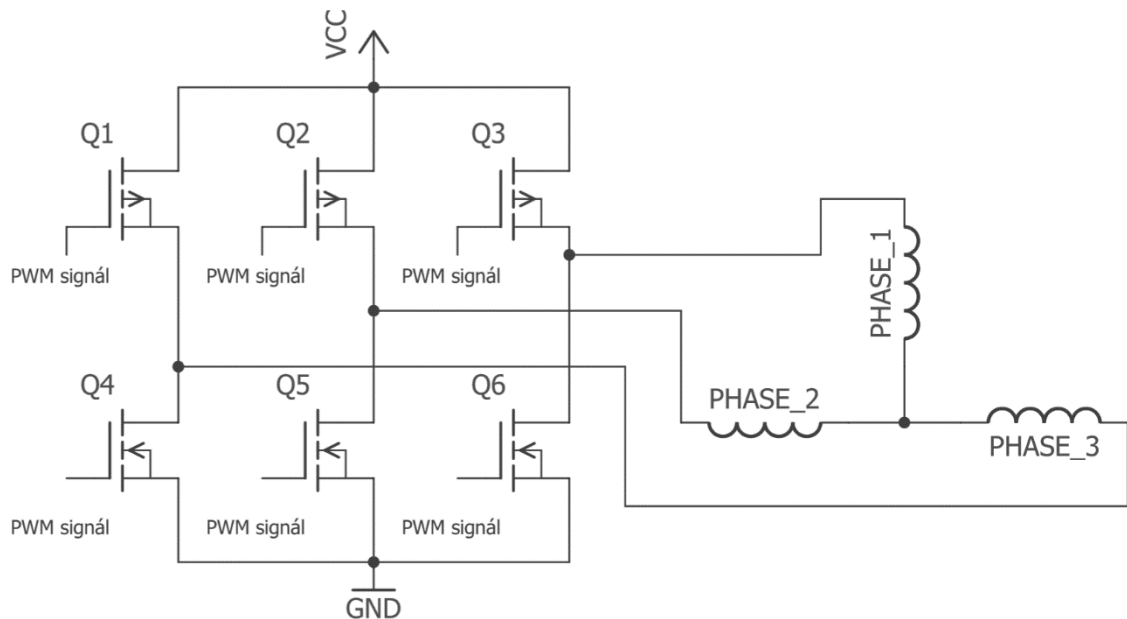 VCC
Q1
Q2
Q3
PWM signál
PWM signál
PWM signál
PHASE_1
Q4
Q5
Q6
PHASE_2
PHASE_3
PWM signál
PWM signál
PWM signál
GND